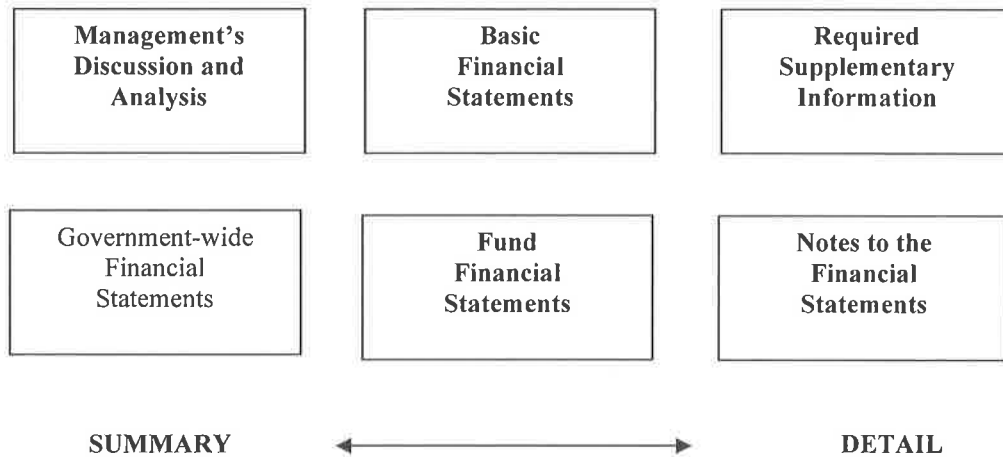 Management's
Discussion and
Analysis
Basic
Financial
Statements
Required
Supplementary
Information
Government-wide
Financial
Statements
Fund
Financial
Statements
Notes to the
Financial
Statements
SUMMARY
DETAIL